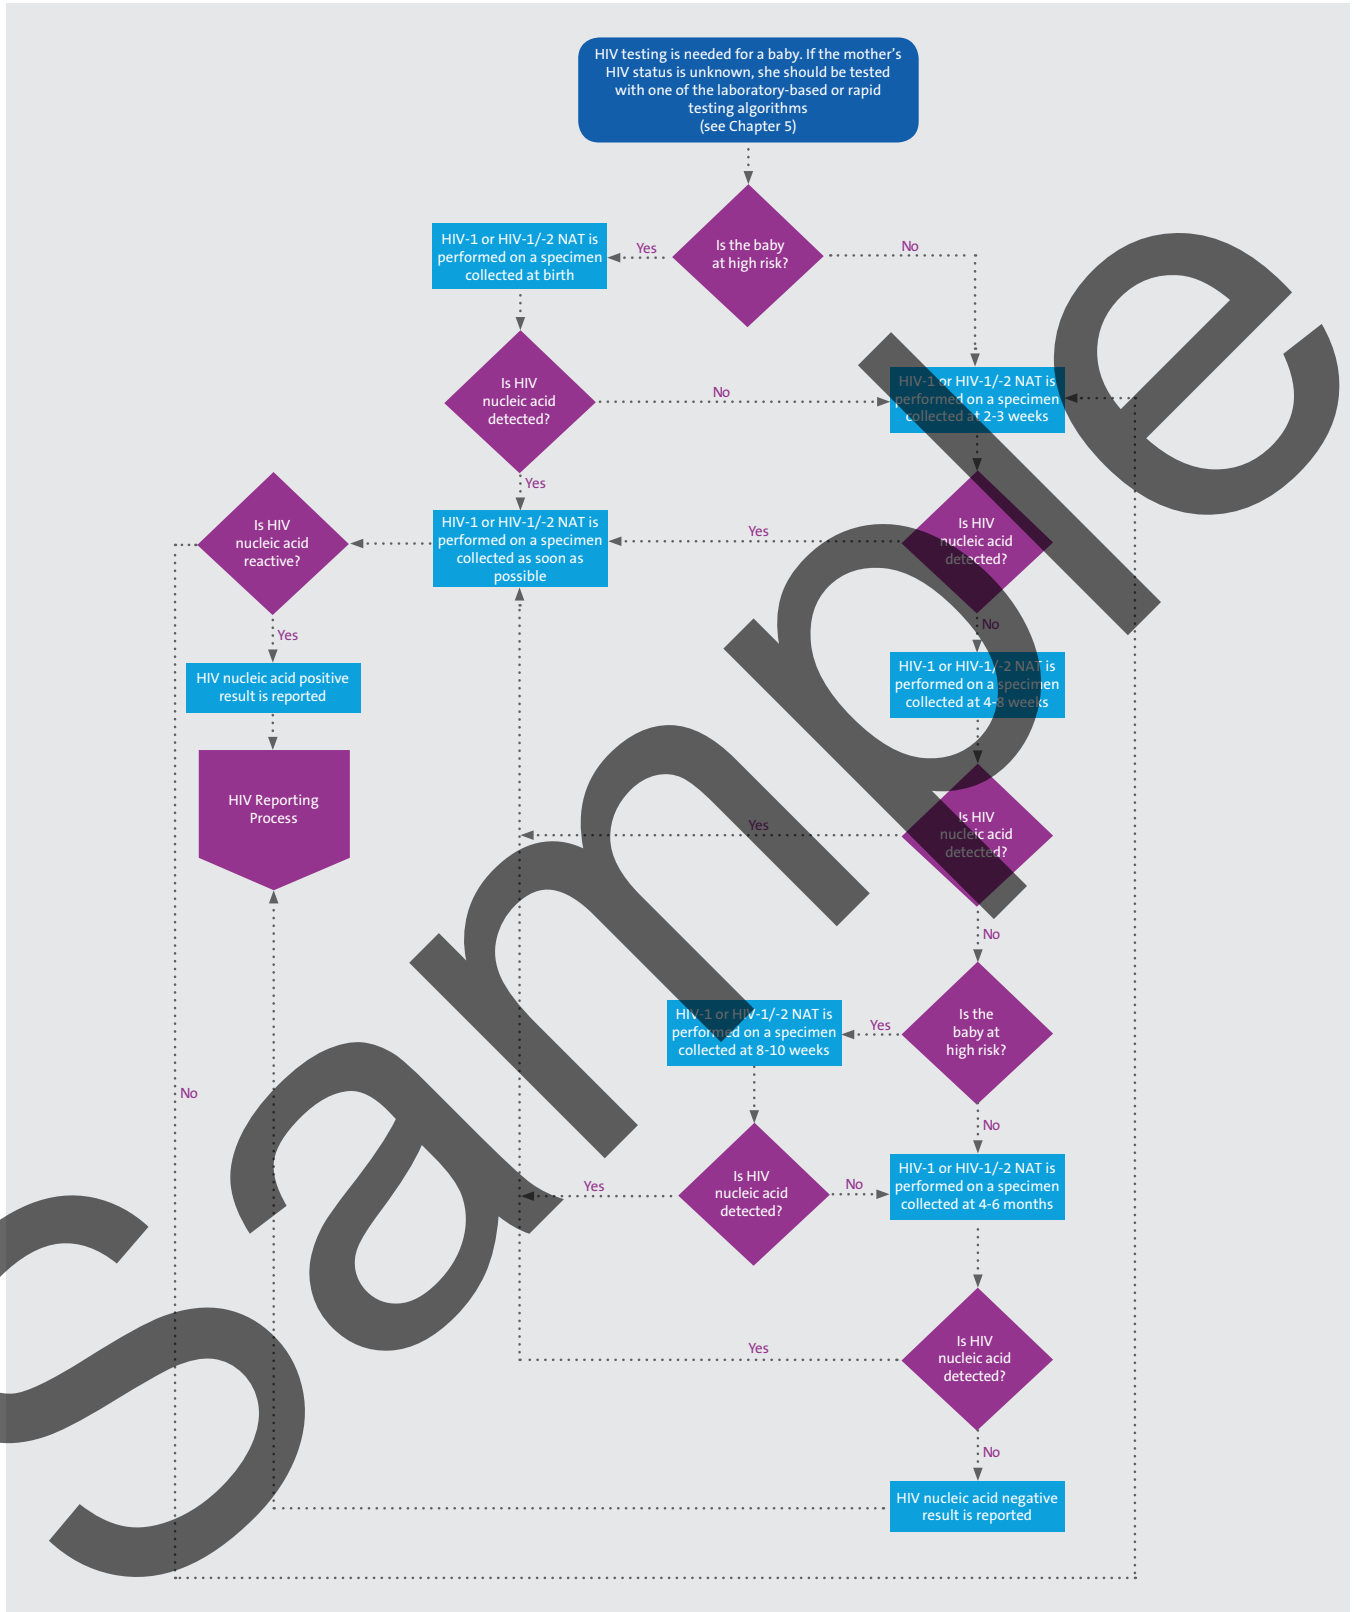 HIV testing is needed for a baby. If the mother's
HIV status is unknown, she should be tested
with one of the laboratory-based or rapid
testing algorithms
(see Chapter 5)
Is the baby
at high risk?
Yes
No
HIV-1 or HIV-1/-2 NAT is
performed on a specimen
collected at birth
Is HIV
nucleic acid
detected?
No
Yes
HIV-1 or HIV-1/-2 NAT is
performed on a specimen
collected at 2-3 weeks
Is HIV
nucleic acid
detected?
Yes
No
HIV-1 or HIV-1/-2 NAT is
performed on a specimen
collected as soon as
possible
Is HIV
nucleic acid
reactive?
Yes
No
HIV nucleic acid positive
result is reported
HIV Reporting
Process
HIV-1 or HIV-1/-2 NAT is
performed on a specimen
collected at 4-8 weeks
Is HIV
nucleic acid
detected?
Yes
No
Is the
baby at
high risk?
Yes
No
HIV-1 or HIV-1/-2 NAT is
performed on a specimen
collected at 8-10 weeks
Is HIV
nucleic acid
detected?
Yes
No
HIV-1 or HIV-1/-2 NAT is
performed on a specimen
collected at 4-6 months
Is HIV
nucleic acid
detected?
Yes
No
HIV nucleic acid negative
result is reported
Sample